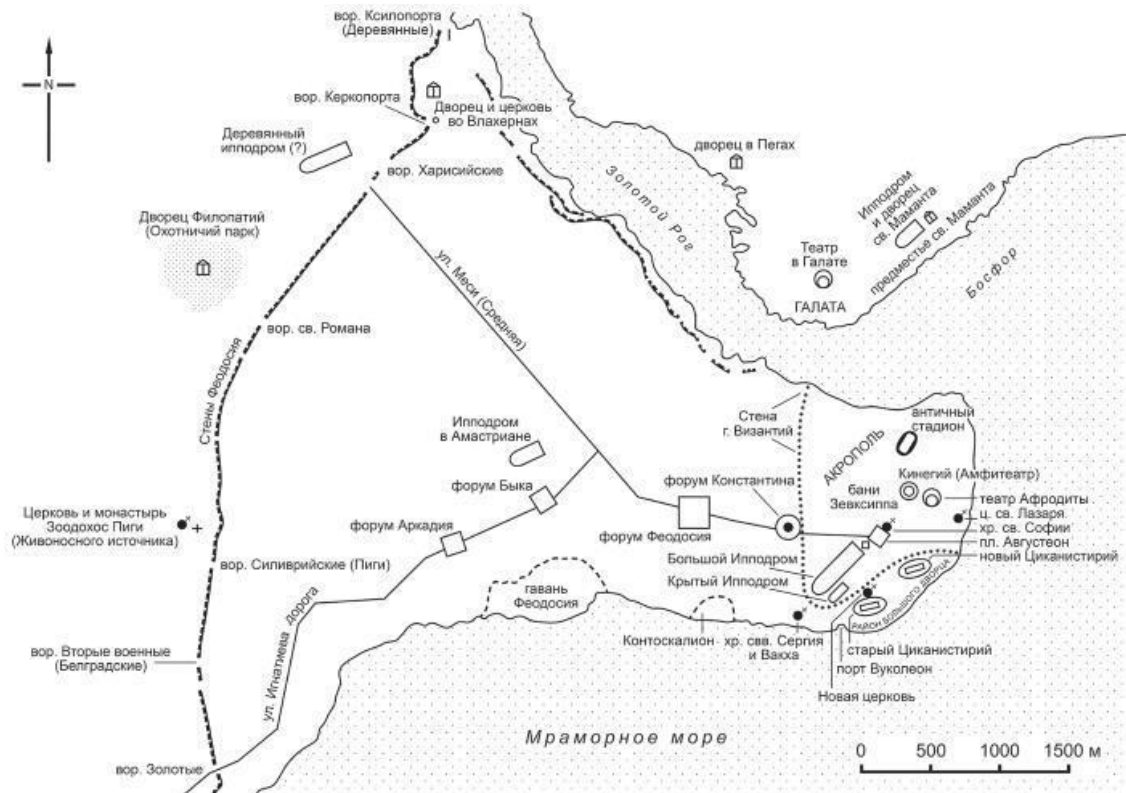 вор. Ксилопорта
(Деревянные)
N
вор. Керкопорта
Дворец и церковь
во Влахернах
Деревянный
ипподром (?)
вор. Харисийские
дворец в Пегах
Золотой Рог
Ипподром
и дворец
св. Маманта
предместье св. Маманта
Босфор
Дворец Филопатий
(Охотничий парк)
Театр
в Галате
ГАЛАТА
ул. Меси (Средняя)
вор. св. Романа
Стены Феодосия
Стена
г. Византий
античный
стадион
АКРОПОЛЬ
Ипподром
в Амастриане
Кинегий (Амфитеатр)
форум Константина
бани
Зевксиппа
форум Быка
театр Афродиты
ц. св. Лазаря
хр. св. Софии
пл. Августеон
новый Циканистирий
Церковь и монастырь
Зоодохос Пиги
(Живоносного источника)
форум Аркадия
форум Феодосия
Большой Ипподром
Крытый Ипподром
вор. Силиврийские (Пиги)
гавань
Феодосия
РАЙОН БОЛЬШОГО ДВОРЦА
Контоскалион
хр. свв. Сергия
и Вакха
старый Циканистирий
порт Вуколеон
Новая церковь
вор. Вторые военные
(Белградские)
ул. Игнатиева дорога
Мраморное море
вор. Золотые
0 500 1000 1500 м